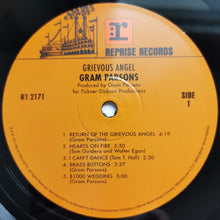 r
REPRISE RECORDS
GRIEVOUS ANGEL
GRAM PARSONS
Produced by Gram Parsons
for Tickner Dickson Productions
R1 2171
SIDE
1
1. RETURN OF THE GRIEVOUS ANGEL 4:19
(Gram Parsons)
2. HEARTS ON FIRE 3:50
(Tom Guidera and Walter Egan)
3. I CAN'T DANCE (Tom T. Hall) 2:20
4. BRASS BUTTONS 3:27
(Gram Parsons)
5. $1000 WEDDING 5:00
(Gram Parsons)